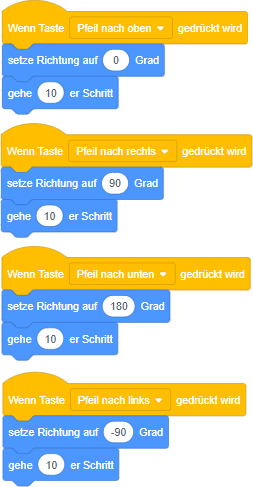 Wenn Taste Pfeil nach oben gedrückt wird
setze Richtung auf 0 Grad
gehe 10 er Schritt
Wenn Taste Pfeil nach rechts gedrückt wird
setze Richtung auf 90 Grad
gehe 10 er Schritt
Wenn Taste Pfeil nach unten gedrückt wird
setze Richtung auf 180 Grad
gehe 10 er Schritt
Wenn Taste Pfeil nach links gedrückt wird
setze Richtung auf -90 Grad
gehe 10 er Schritt